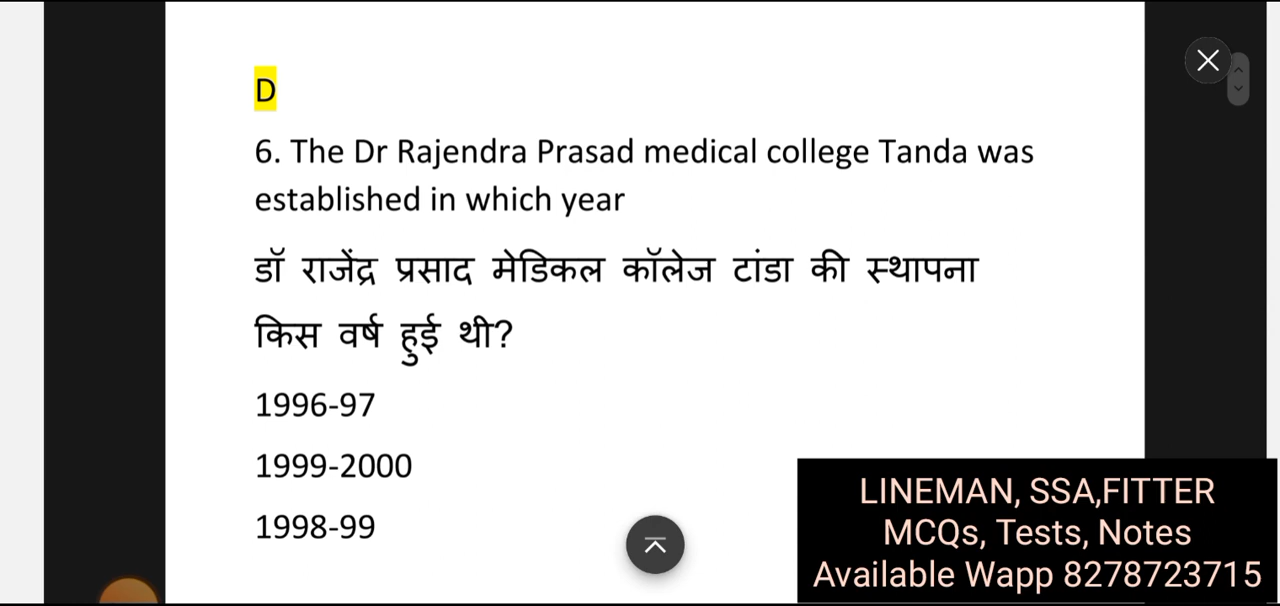 D
6. The Dr Rajendra Prasad medical college Tanda was
established in which year
डॉ राजेंद्र प्रसाद मेडिकल कॉलेज टांडा की स्थापना
किस वर्ष हुई थी?
1996-97
1999-2000
1998-99
LINEMAN, SSA,FITTER
MCQs, Tests, Notes
Available Wapp 8278723715